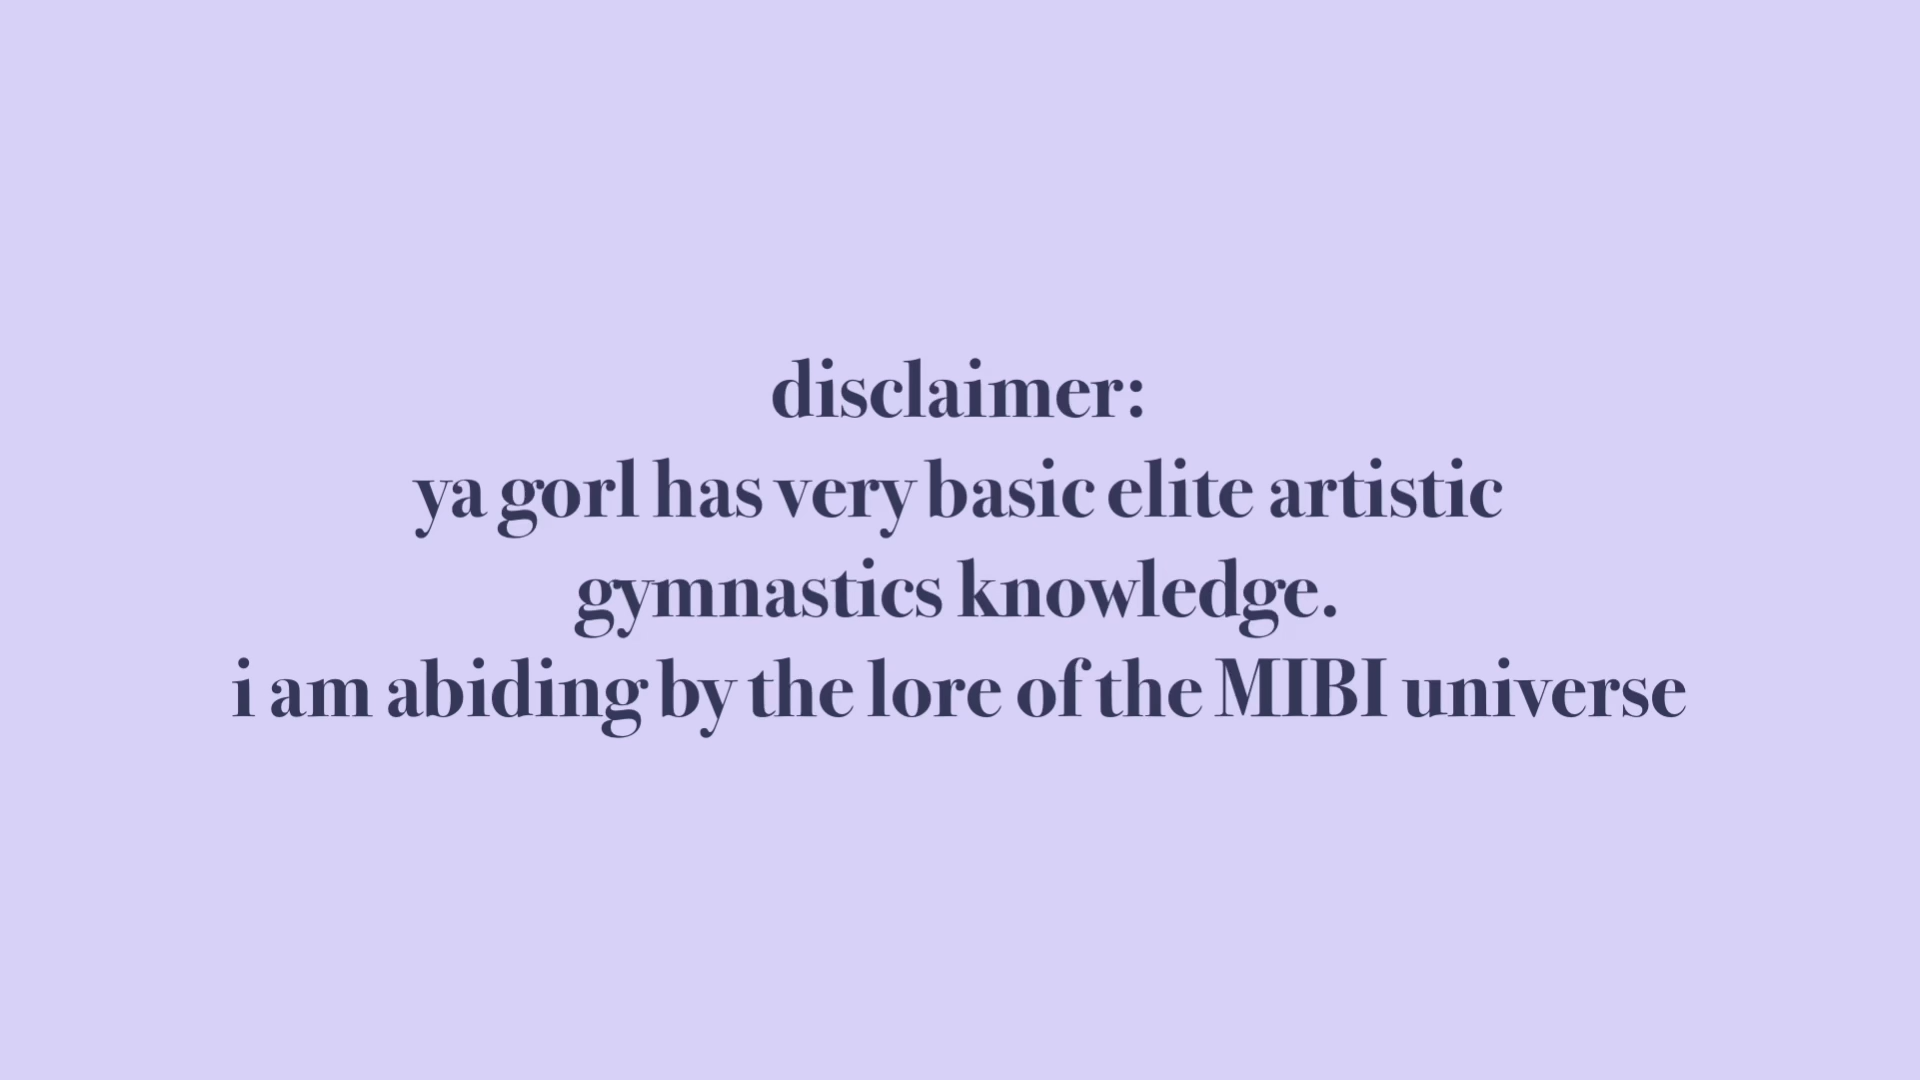 disclaimer:
ya gorl has very basic elite artistic
gymnastics knowledge.
i am abiding by the lore of the MIBI universe